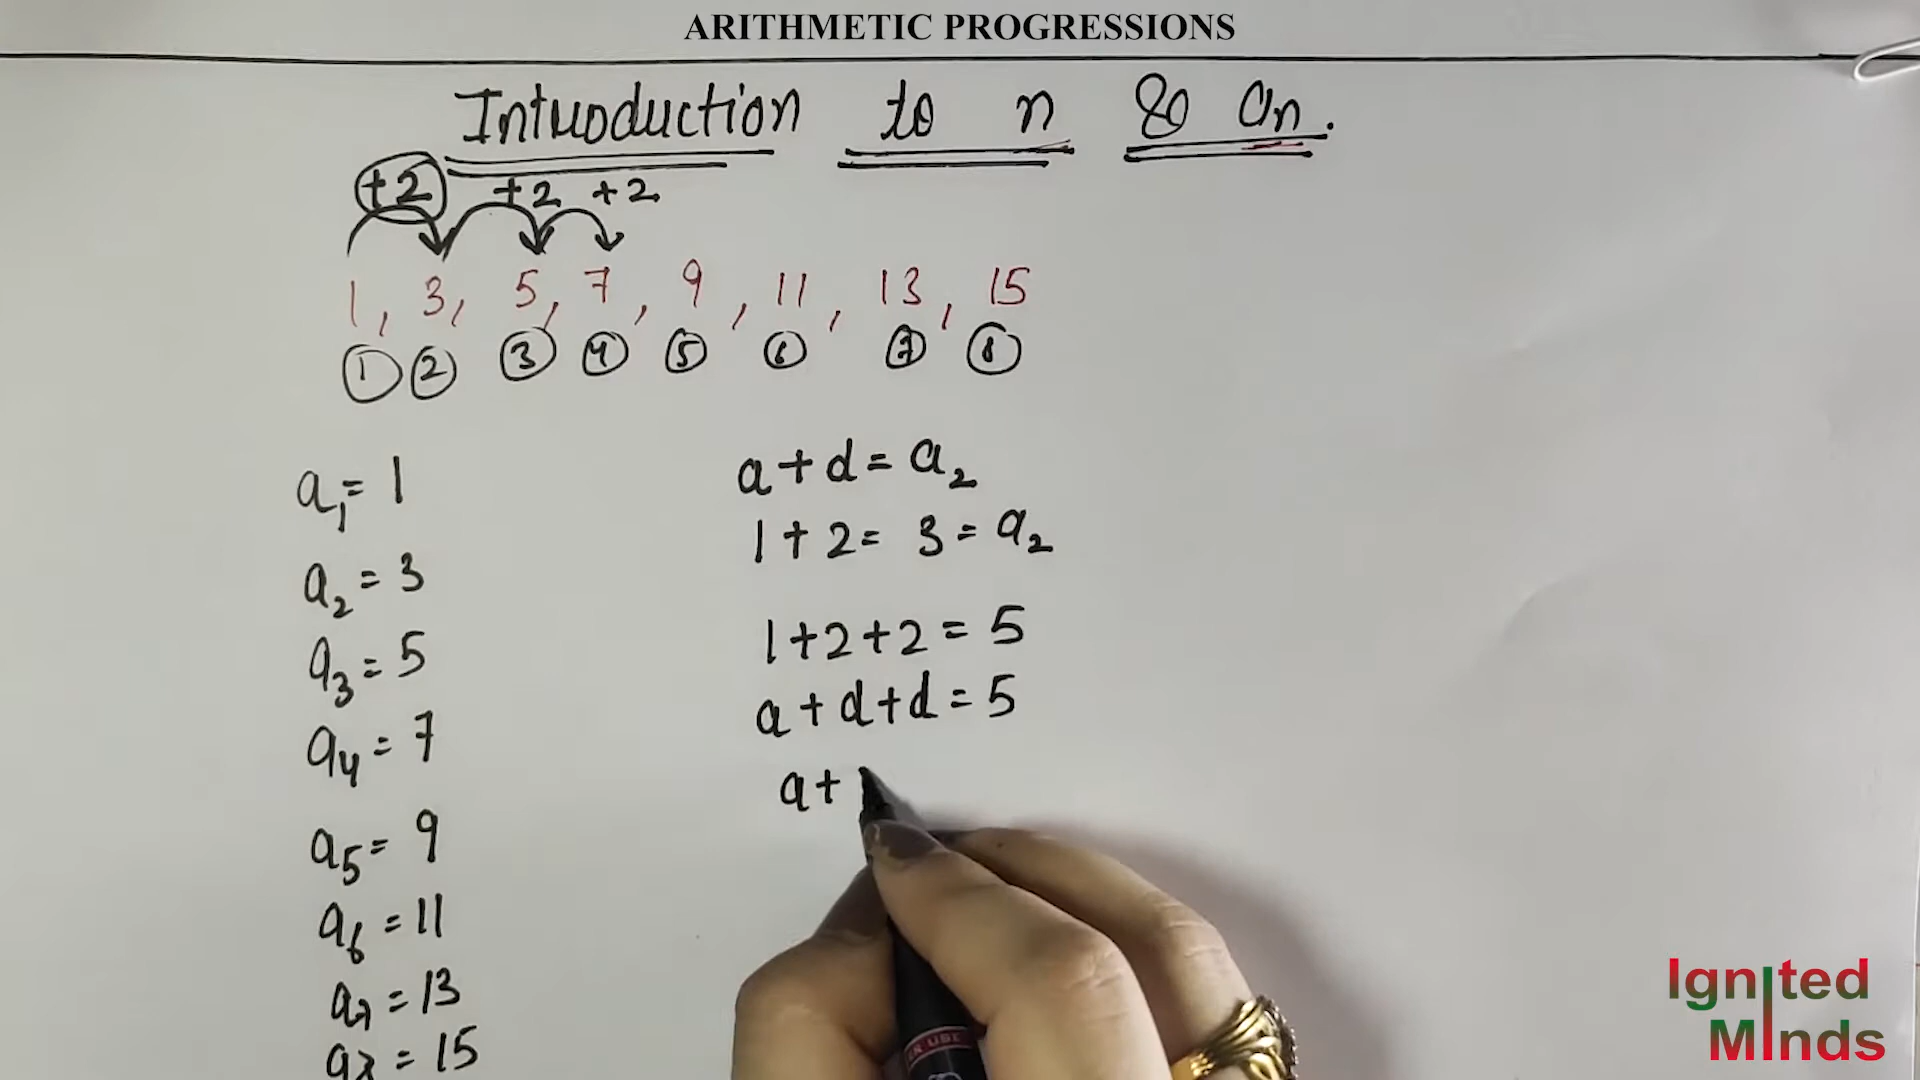 ARITHMETIC PROGRESSIONS
Introduction to n & an.
+2 +2 +2
1, 3, 5, 7, 9, 11, 13, 15
1 2 3 4 5 6 7 8
a1 = 1
a2 = 3
a3 = 5
a4 = 7
a5 = 9
a6 = 11
a7 = 13
a8 = 15
a + d = a2
1 + 2 = 3 = a2
1 + 2 + 2 = 5
a + d + d = 5
a +
Ignited
Minds